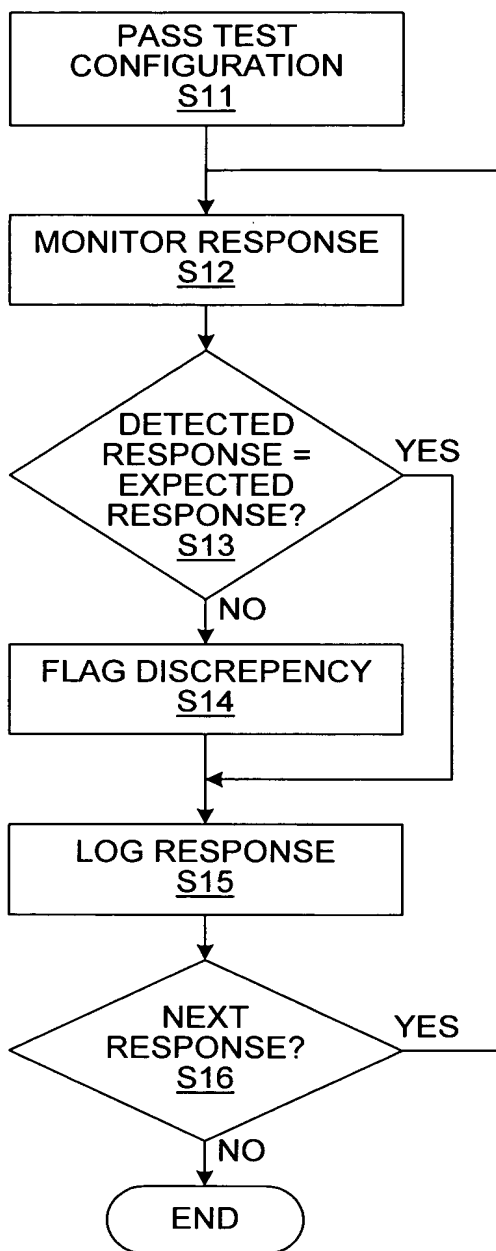 PASS TEST
CONFIGURATION
S11
MONITOR RESPONSE
S12
DETECTED
RESPONSE =
EXPECTED
RESPONSE?
S13
YES
NO
FLAG DISCREPENCY
S14
LOG RESPONSE
S15
NEXT
RESPONSE?
S16
YES
NO
END